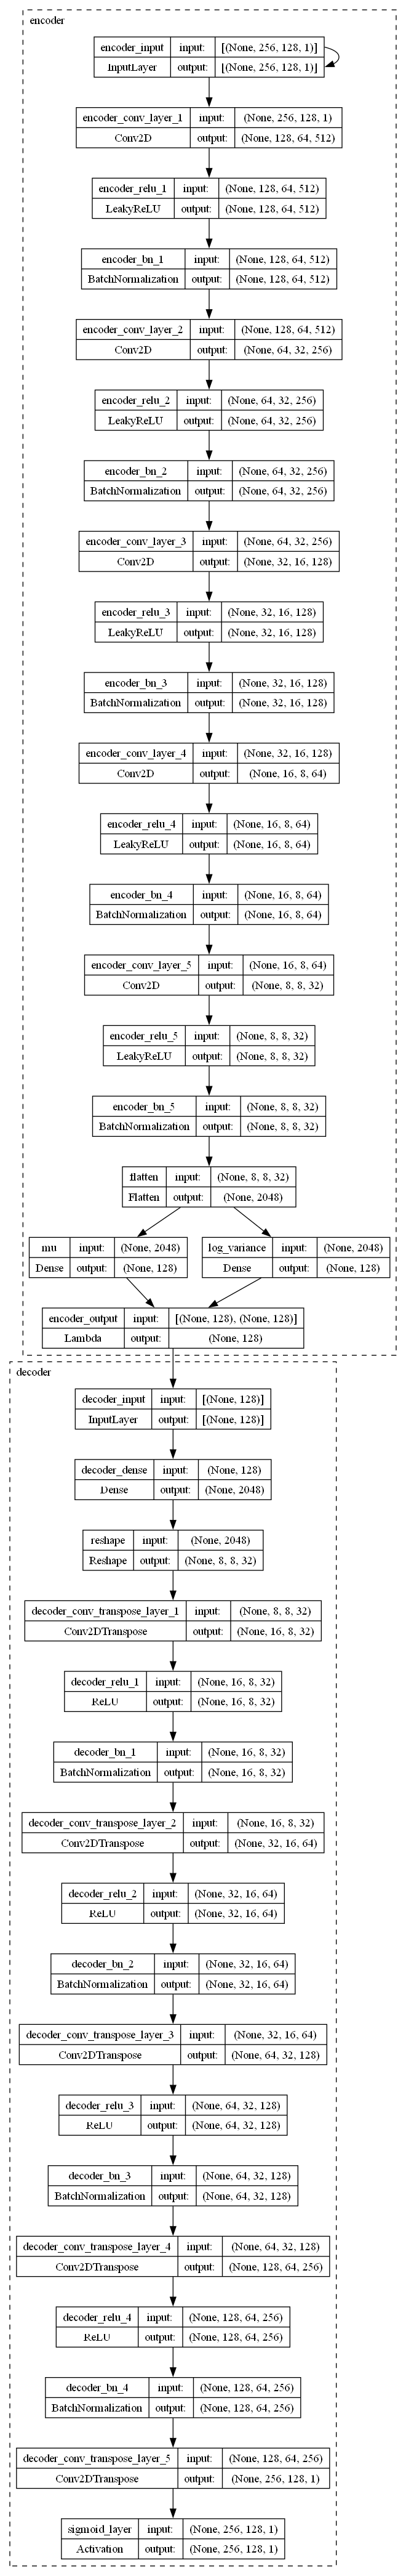 encoder
encoder_input input: [(None, 256, 128, 1)]
InputLayer output: [(None, 256, 128, 1)]
encoder_conv_layer_1 input: (None, 256, 128, 1)
Conv2D output: (None, 128, 64, 512)
encoder_relu_1 input: (None, 128, 64, 512)
LeakyReLU output: (None, 128, 64, 512)
encoder_bn_1 input: (None, 128, 64, 512)
BatchNormalization output: (None, 128, 64, 512)
encoder_conv_layer_2 input: (None, 128, 64, 512)
Conv2D output: (None, 64, 32, 256)
encoder_relu_2 input: (None, 64, 32, 256)
LeakyReLU output: (None, 64, 32, 256)
encoder_bn_2 input: (None, 64, 32, 256)
BatchNormalization output: (None, 64, 32, 256)
encoder_conv_layer_3 input: (None, 64, 32, 256)
Conv2D output: (None, 32, 16, 128)
encoder_relu_3 input: (None, 32, 16, 128)
LeakyReLU output: (None, 32, 16, 128)
encoder_bn_3 input: (None, 32, 16, 128)
BatchNormalization output: (None, 32, 16, 128)
encoder_conv_layer_4 input: (None, 32, 16, 128)
Conv2D output: (None, 16, 8, 64)
encoder_relu_4 input: (None, 16, 8, 64)
LeakyReLU output: (None, 16, 8, 64)
encoder_bn_4 input: (None, 16, 8, 64)
BatchNormalization output: (None, 16, 8, 64)
encoder_conv_layer_5 input: (None, 16, 8, 64)
Conv2D output: (None, 8, 8, 32)
encoder_relu_5 input: (None, 8, 8, 32)
LeakyReLU output: (None, 8, 8, 32)
encoder_bn_5 input: (None, 8, 8, 32)
BatchNormalization output: (None, 8, 8, 32)
flatten input: (None, 8, 8, 32)
Flatten output: (None, 2048)
mu input: (None, 2048) log_variance input: (None, 2048)
Dense output: (None, 128) Dense output: (None, 128)
encoder_output input: [(None, 128), (None, 128)]
Lambda output: (None, 128)
decoder
decoder_input input: [(None, 128)]
InputLayer output: [(None, 128)]
decoder_dense input: (None, 128)
Dense output: (None, 2048)
reshape input: (None, 2048)
Reshape output: (None, 8, 8, 32)
decoder_conv_transpose_layer_1 input: (None, 8, 8, 32)
Conv2DTranspose output: (None, 16, 8, 32)
decoder_relu_1 input: (None, 16, 8, 32)
ReLU output: (None, 16, 8, 32)
decoder_bn_1 input: (None, 16, 8, 32)
BatchNormalization output: (None, 16, 8, 32)
decoder_conv_transpose_layer_2 input: (None, 16, 8, 32)
Conv2DTranspose output: (None, 32, 16, 64)
decoder_relu_2 input: (None, 32, 16, 64)
ReLU output: (None, 32, 16, 64)
decoder_bn_2 input: (None, 32, 16, 64)
BatchNormalization output: (None, 32, 16, 64)
decoder_conv_transpose_layer_3 input: (None, 32, 16, 64)
Conv2DTranspose output: (None, 64, 32, 128)
decoder_relu_3 input: (None, 64, 32, 128)
ReLU output: (None, 64, 32, 128)
decoder_bn_3 input: (None, 64, 32, 128)
BatchNormalization output: (None, 64, 32, 128)
decoder_conv_transpose_layer_4 input: (None, 64, 32, 128)
Conv2DTranspose output: (None, 128, 64, 256)
decoder_relu_4 input: (None, 128, 64, 256)
ReLU output: (None, 128, 64, 256)
decoder_bn_4 input: (None, 128, 64, 256)
BatchNormalization output: (None, 128, 64, 256)
decoder_conv_transpose_layer_5 input: (None, 128, 64, 256)
Conv2DTranspose output: (None, 256, 128, 1)
sigmoid_layer input: (None, 256, 128, 1)
Activation output: (None, 256, 128, 1)